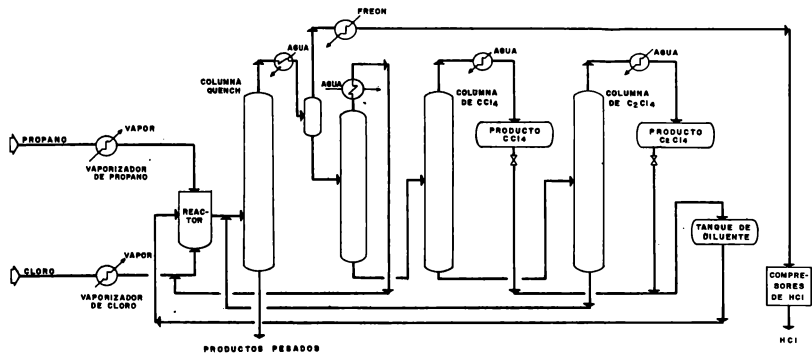 FREON
AGUA
COLUMNA
QUENCH
AGUA
AGUA
COLUMNA
DE CCl4
AGUA
COLUMNA
DE C2Cl4
PROPANO
VAPOR
VAPORIZADOR
DE PROPANO
PRODUCTO
CCl4
PRODUCTO
C2Cl4
REAC-
TOR
TANQUE DE
DILUENTE
CLORO
VAPOR
VAPORIZADOR
DE CLORO
COMPRE-
SORES
DE HCl
PRODUCTOS PESADOS
HCl